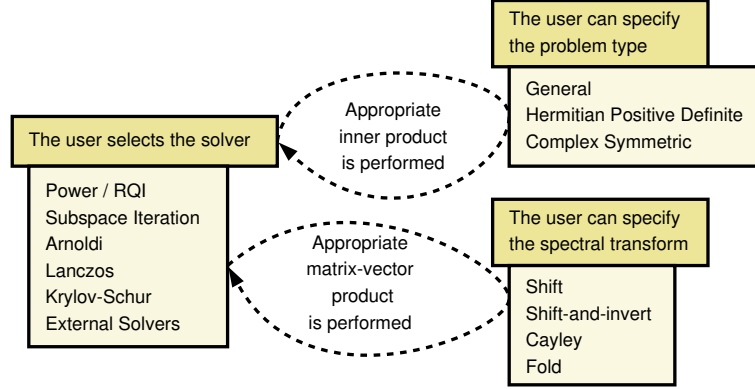 The user can specify
the problem type
General
Hermitian Positive Definite
Complex Symmetric
Appropriate
inner product
is performed
The user selects the solver
Power / RQI
Subspace Iteration
Arnoldi
Lanczos
Krylov-Schur
External Solvers
Appropriate
matrix-vector
product
is performed
The user can specify
the spectral transform
Shift
Shift-and-invert
Cayley
Fold